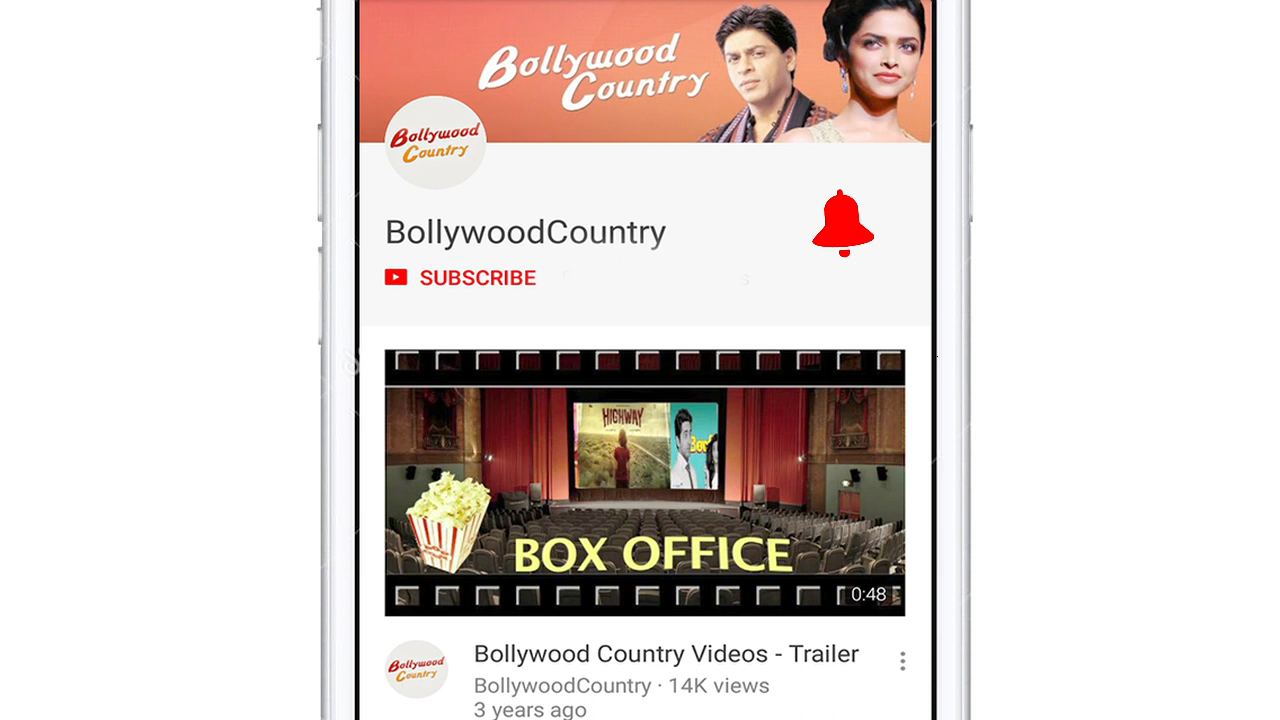 Bollywood
Country
Bollywood
Country
BollywoodCountry
SUBSCRIBE
HIGHWAY
BOX OFFICE
0:48
Bollywood
Country
Bollywood Country Videos - Trailer
BollywoodCountry · 14K views
3 years ago